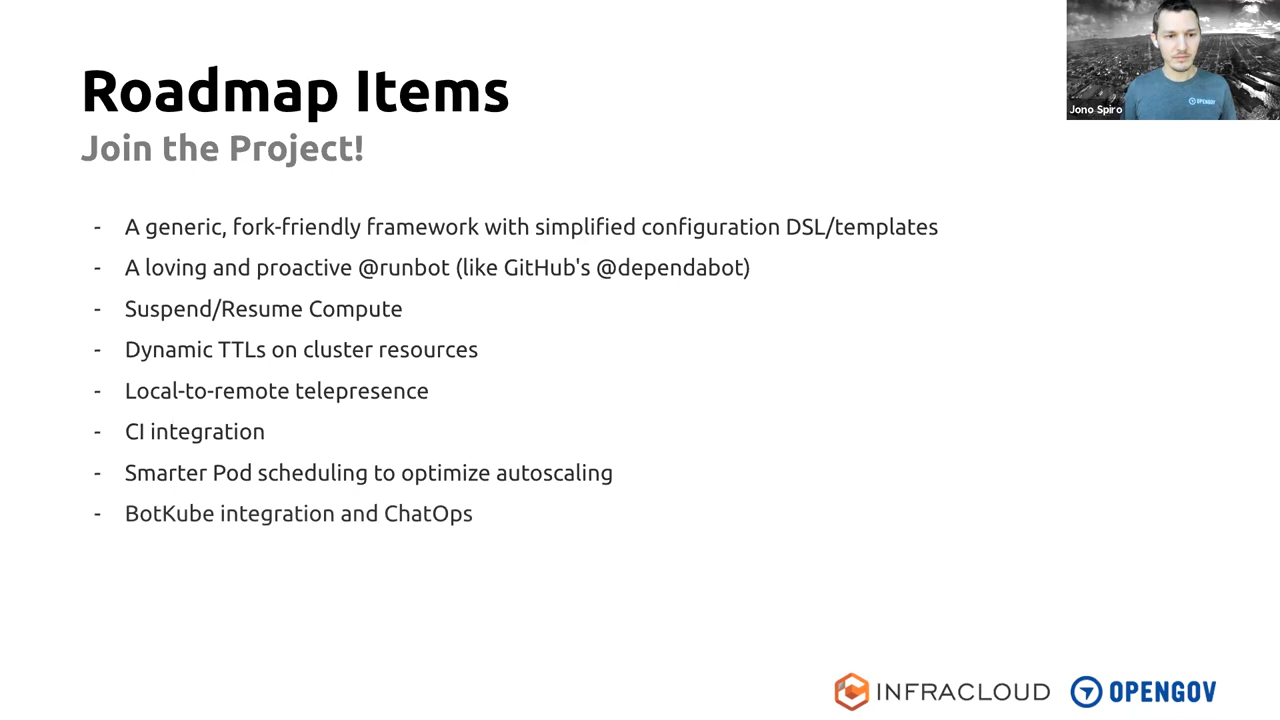 Roadmap Items
Join the Project!
- A generic, fork-friendly framework with simplified configuration DSL/templates
- A loving and proactive @runbot (like GitHub's @dependabot)
- Suspend/Resume Compute
- Dynamic TTLs on cluster resources
- Local-to-remote telepresence
- CI integration
- Smarter Pod scheduling to optimize autoscaling
- BotKube integration and ChatOps
OPENGOV
Jono Spiro
INFRACLOUD
OPENGOV